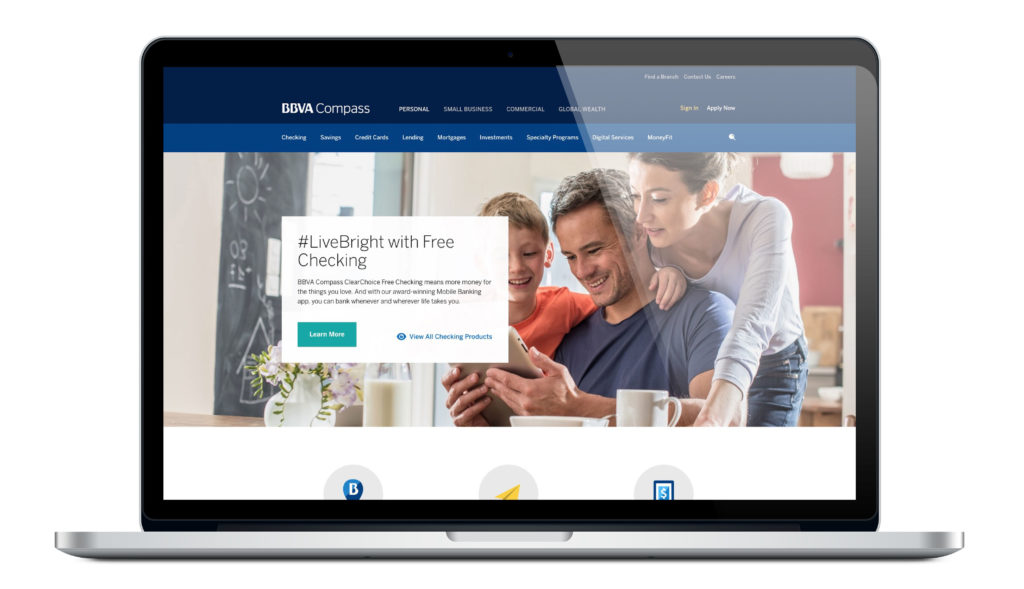 Find a Branch Contact Us Careers
BBVA Compass PERSONAL SMALL BUSINESS COMMERCIAL GLOBAL WEALTH Sign In Apply Now
Checking Savings Credit Cards Lending Mortgages Investments Specialty Programs Digital Services MoneyFit
#LiveBright with Free
Checking
BBVA Compass ClearChoice Free Checking means more money for
the things you love. And with our award-winning Mobile Banking
app, you can bank whenever and wherever life takes you.
Learn More View All Checking Products
B
$